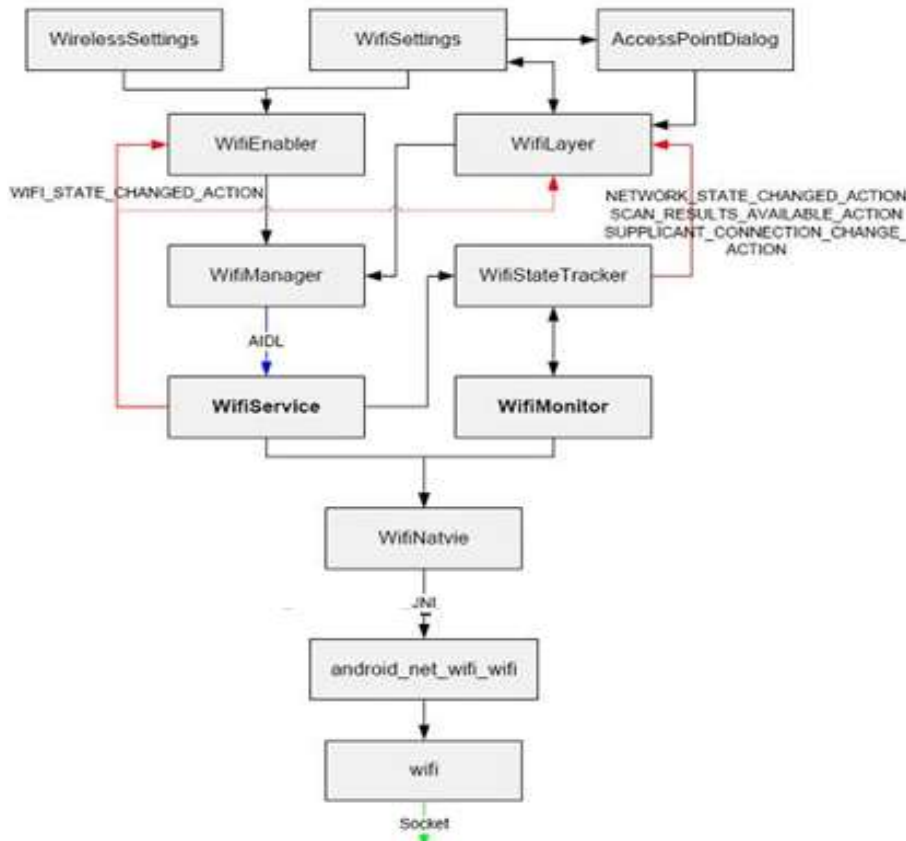 WirelessSettings
WifiSettings
AccessPointDialog
WifiEnabler
WifiLayer
WIFI_STATE_CHANGED_ACTION
NETWORK_STATE_CHANGED_ACTION
SCAN_RESULTS_AVAILABLE_ACTION
SUPPLICANT_CONNECTION_CHANGE_
ACTION
WifiManager
WifiStateTracker
AIDL
WifiService
WifiMonitor
WifiNatvie
JNI
android_net_wifi_wifi
wifi
Socket